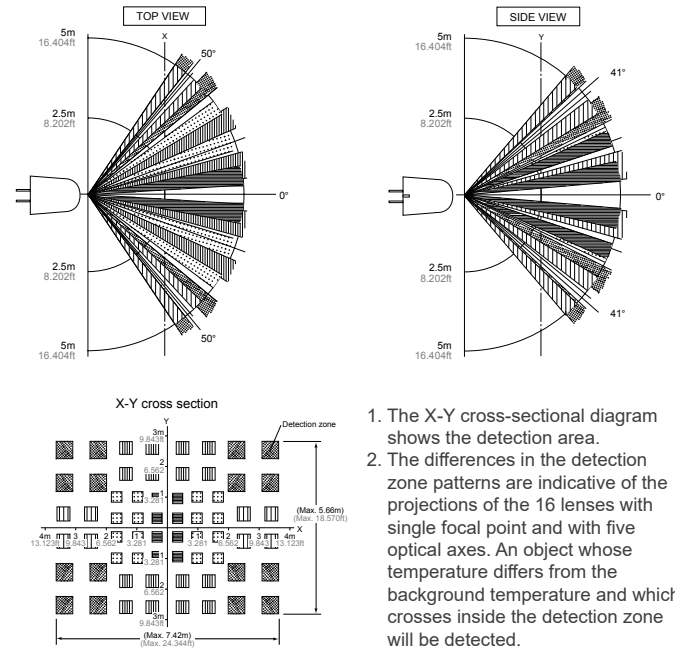 TOP VIEW
SIDE VIEW
5m
16.404ft
X
50°
2.5m
8.202ft
0°
2.5m
8.202ft
5m
16.404ft
50°
5m
16.404ft
Y
41°
2.5m
8.202ft
0°
2.5m
8.202ft
5m
16.404ft
41°
X-Y cross section
Y
3m
9.843ft
Detection zone
2
6.562
1
3.281
X
4m 3 2 1 1 2 3 4m
13.123ft 9.843 6.562 3.281 3.281 6.562 9.843 13.123ft
1
3.281
2
6.562
3m
9.843ft
(Max. 5.66m)
(Max. 18.570ft)
(Max. 7.42m)
(Max. 24.344ft)
1. The X-Y cross-sectional diagram
shows the detection area.
2. The differences in the detection
zone patterns are indicative of the
projections of the 16 lenses with
single focal point and with five
optical axes. An object whose
temperature differs from the
background temperature and which
crosses inside the detection zone
will be detected.